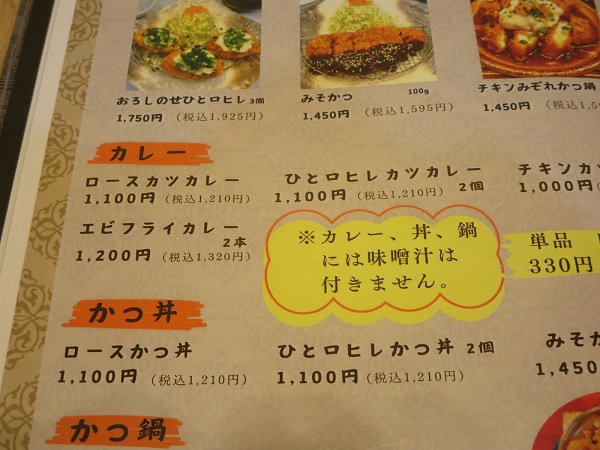 おろしのせひと口ヒレ 3個
1,750円 (税込1,925円)
みそかつ 100g
1,450円 (税込1,595円)
チキンみぞれかつ鍋
1,450円 (税込
カレー
ロースカツカレー
1,100円 (税込1,210円)
ひと口ヒレカツカレー
1,100円 (税込1,210円) 2個
チキンカ
1,000円
エビフライカレー
2本
1,200円 (税込1,320円)
※カレー、丼、鍋
には味噌汁は
付きません。
単品
330円
かつ丼
ロースかつ丼
1,100円 (税込1,210円)
ひと口ヒレかつ丼 2個
1,100円 (税込1,210円)
みそか
1,450
かつ鍋